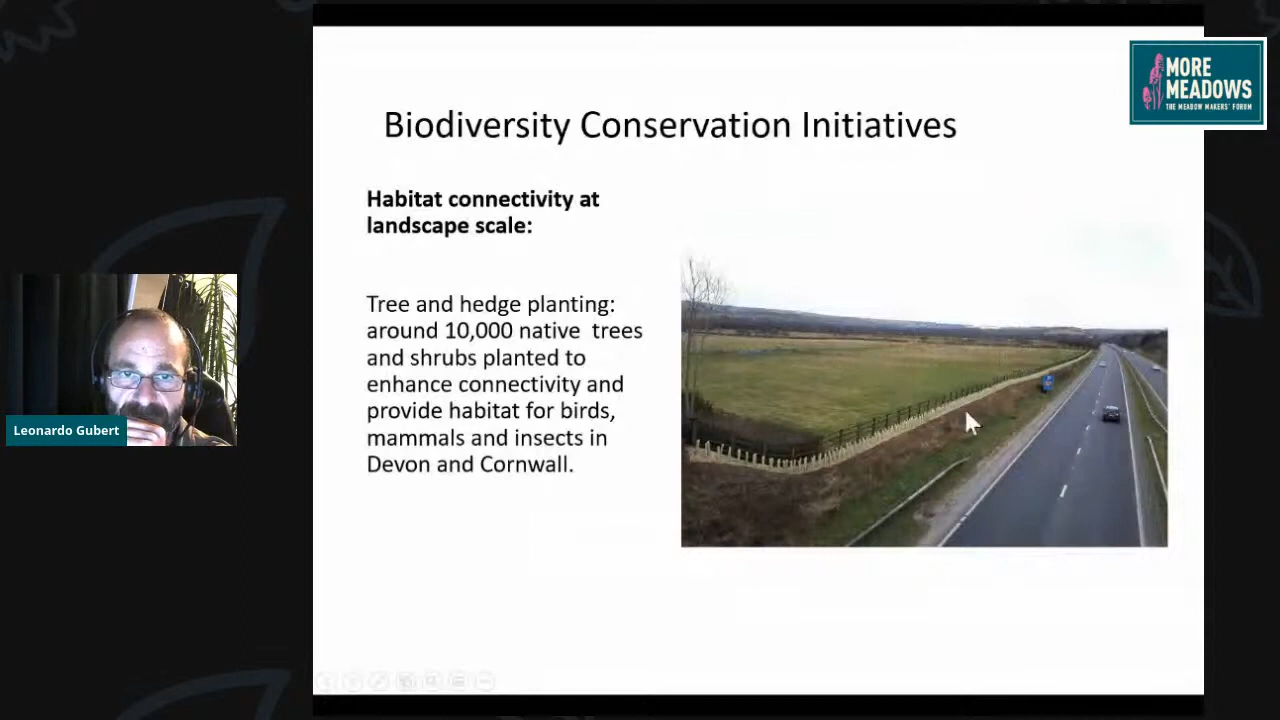 MORE
MEADOWS
THE MEADOW MAKERS' FORUM
Biodiversity Conservation Initiatives
Habitat connectivity at
landscape scale:
Tree and hedge planting:
around 10,000 native trees
and shrubs planted to
enhance connectivity and
provide habitat for birds,
mammals and insects in
Devon and Cornwall.
Leonardo Gubert